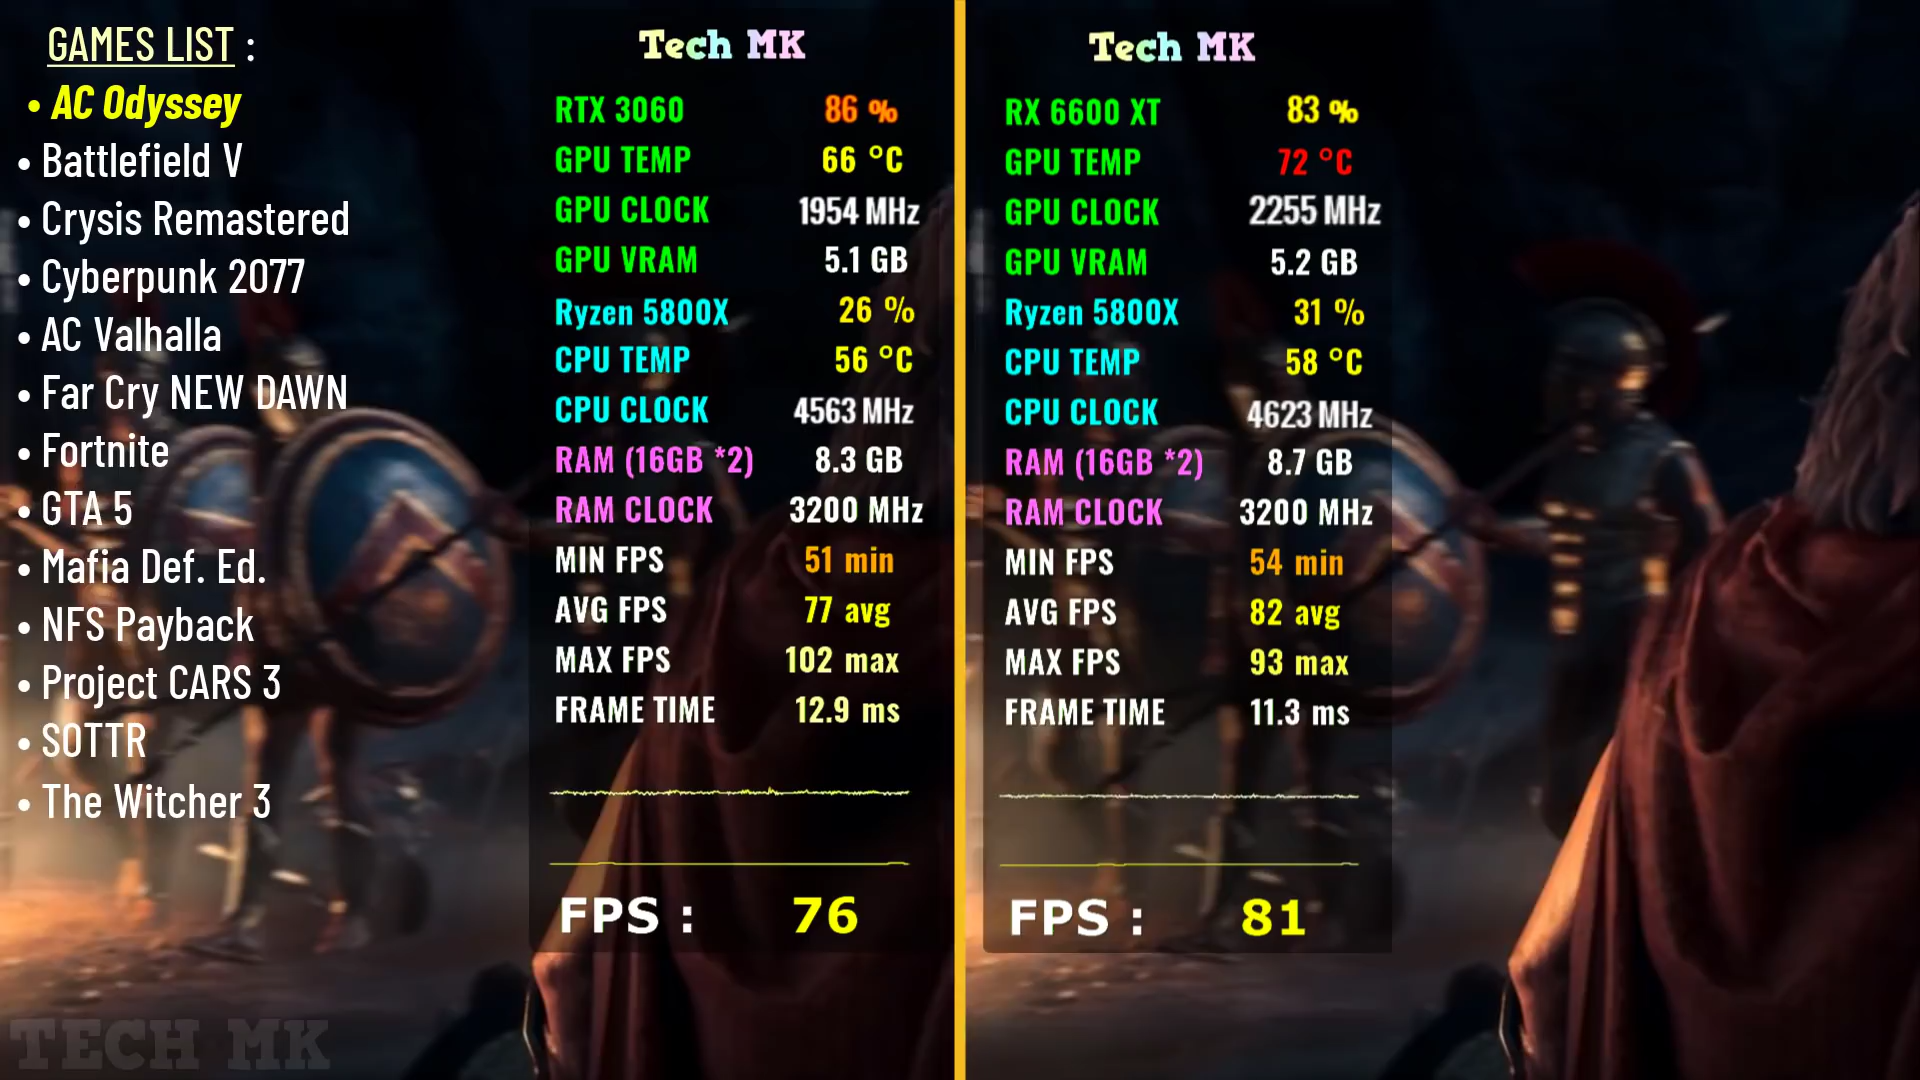 GAMES LIST :
• AC Odyssey
• Battlefield V
• Crysis Remastered
• Cyberpunk 2077
• AC Valhalla
• Far Cry NEW DAWN
• Fortnite
• GTA 5
• Mafia Def. Ed.
• NFS Payback
• Project CARS 3
• SOTTR
• The Witcher 3
TECH MK
Tech MK
RTX 3060 86 %
GPU TEMP 66 °C
GPU CLOCK 1954 MHz
GPU VRAM 5.1 GB
Ryzen 5800X 26 %
CPU TEMP 56 °C
CPU CLOCK 4563 MHz
RAM (16GB *2) 8.3 GB
RAM CLOCK 3200 MHz
MIN FPS 51 min
AVG FPS 77 avg
MAX FPS 102 max
FRAME TIME 12.9 ms
FPS : 76
Tech MK
RX 6600 XT 83 %
GPU TEMP 72 °C
GPU CLOCK 2255 MHz
GPU VRAM 5.2 GB
Ryzen 5800X 31 %
CPU TEMP 58 °C
CPU CLOCK 4623 MHz
RAM (16GB *2) 8.7 GB
RAM CLOCK 3200 MHz
MIN FPS 54 min
AVG FPS 82 avg
MAX FPS 93 max
FRAME TIME 11.3 ms
FPS : 81